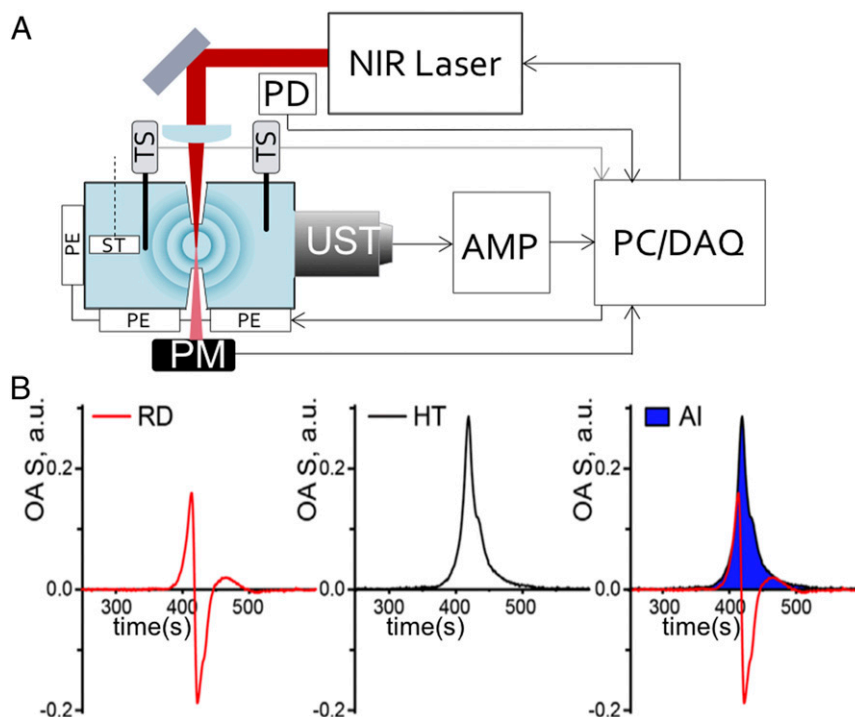 A
NIR Laser
PD
TS
TS
PE
ST
UST
AMP
PC/DAQ
PE
PE
PM
B
RD
HT
AI
OA S, a.u.
0.2
0.0
-0.2
300
400
500
time(s)
OA S, a.u.
0.2
0.0
300
400
500
time(s)
-0.2
OA S, a.u.
0.2
0.0
300
400
500
time(s)
-0.2